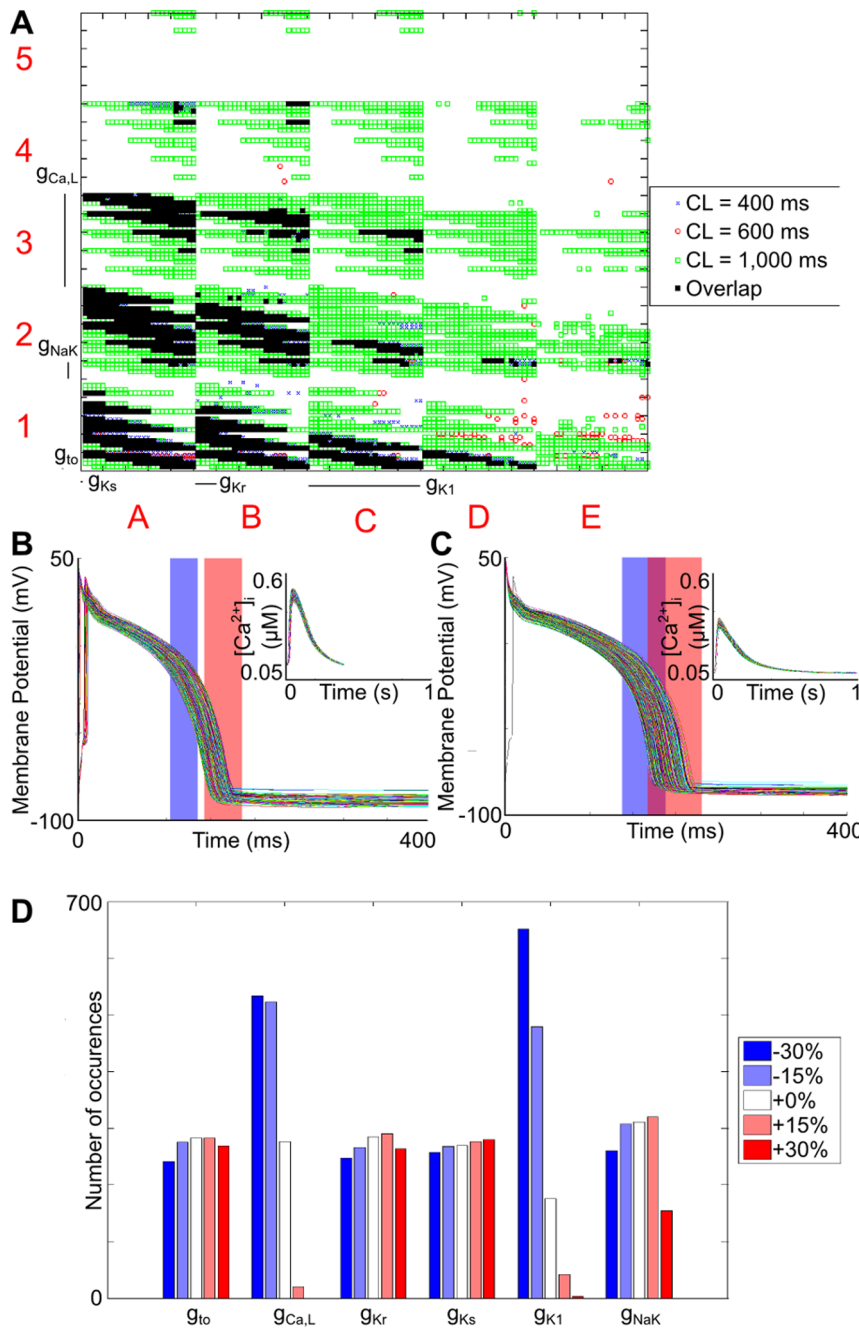 A
5
4
3
2
1
gCa,L
gNaK
gto
gKs
gKr
gK1
CL = 400 ms
CL = 600 ms
CL = 1,000 ms
Overlap
A B C D E
B
50
-100
Membrane Potential (mV)
0
400
Time (ms)
0.6
0.05
[Ca2+]i
(μM)
0
1
Time (s)
C
50
-100
Membrane Potential (mV)
0
400
Time (ms)
0.6
0.05
[Ca2+]i
(μM)
0
1
Time (s)
D
700
0
Number of occurences
gto
gCa,L
gKr
gKs
gK1
gNaK
-30%
-15%
+0%
+15%
+30%